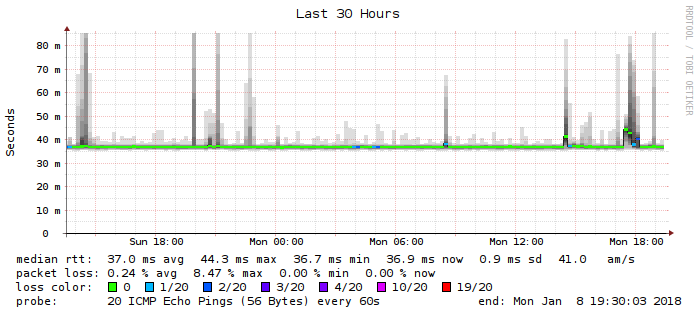 Last 30 Hours
RRDTOOL / TOBI OETIKER
Seconds
80 m
70 m
60 m
50 m
40 m
30 m
20 m
10 m
0
Sun 18:00 Mon 00:00 Mon 06:00 Mon 12:00 Mon 18:00
median rtt: 37.0 ms avg 44.3 ms max 36.7 ms min 36.9 ms now 0.9 ms sd 41.0 am/s
packet loss: 0.24 % avg 8.47 % max 0.00 % min 0.00 % now
loss color: 0 1/20 2/20 3/20 4/20 10/20 19/20
probe: 20 ICMP Echo Pings (56 Bytes) every 60s end: Mon Jan 8 19:30:03 2018